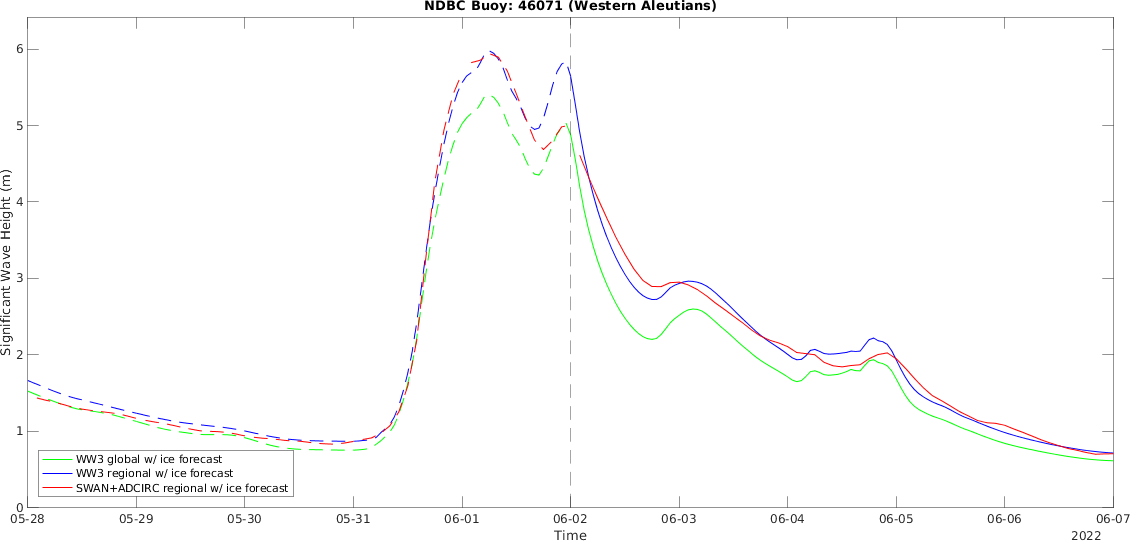 NDBC Buoy: 46071 (Western Aleutians)
Significant Wave Height (m)
6
5
4
3
2
1
0
WW3 global w/ ice forecast
WW3 regional w/ ice forecast
SWAN+ADCIRC regional w/ ice forecast
05-28 05-29 05-30 05-31 06-01 06-02 06-03 06-04 06-05 06-06 06-07
Time
2022